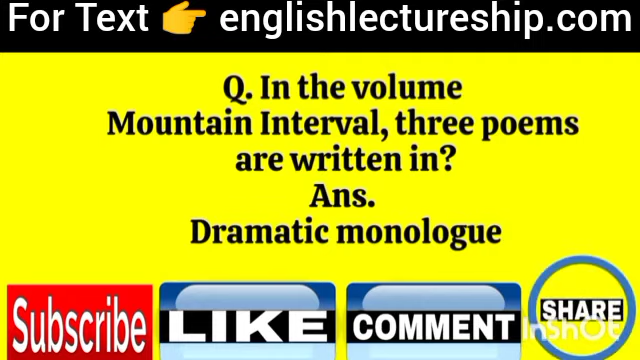 For Text 👉 englishlectureship.com
Q. In the volume
Mountain Interval, three poems
are written in?
Ans.
Dramatic monologue
Subscribe
LIKE
COMMENT
SHARE
InShOt